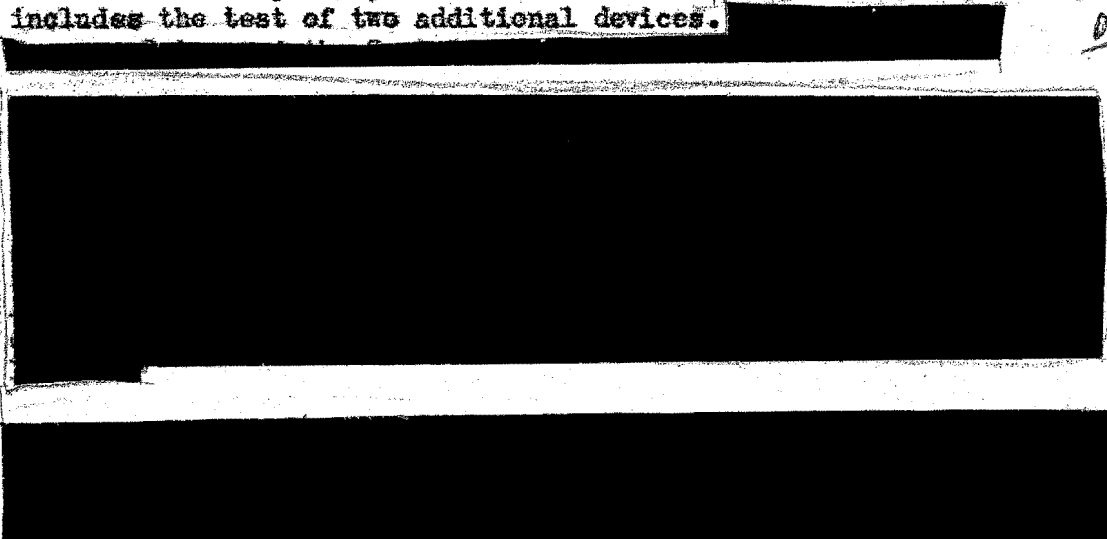 includes the test of two additional devices.